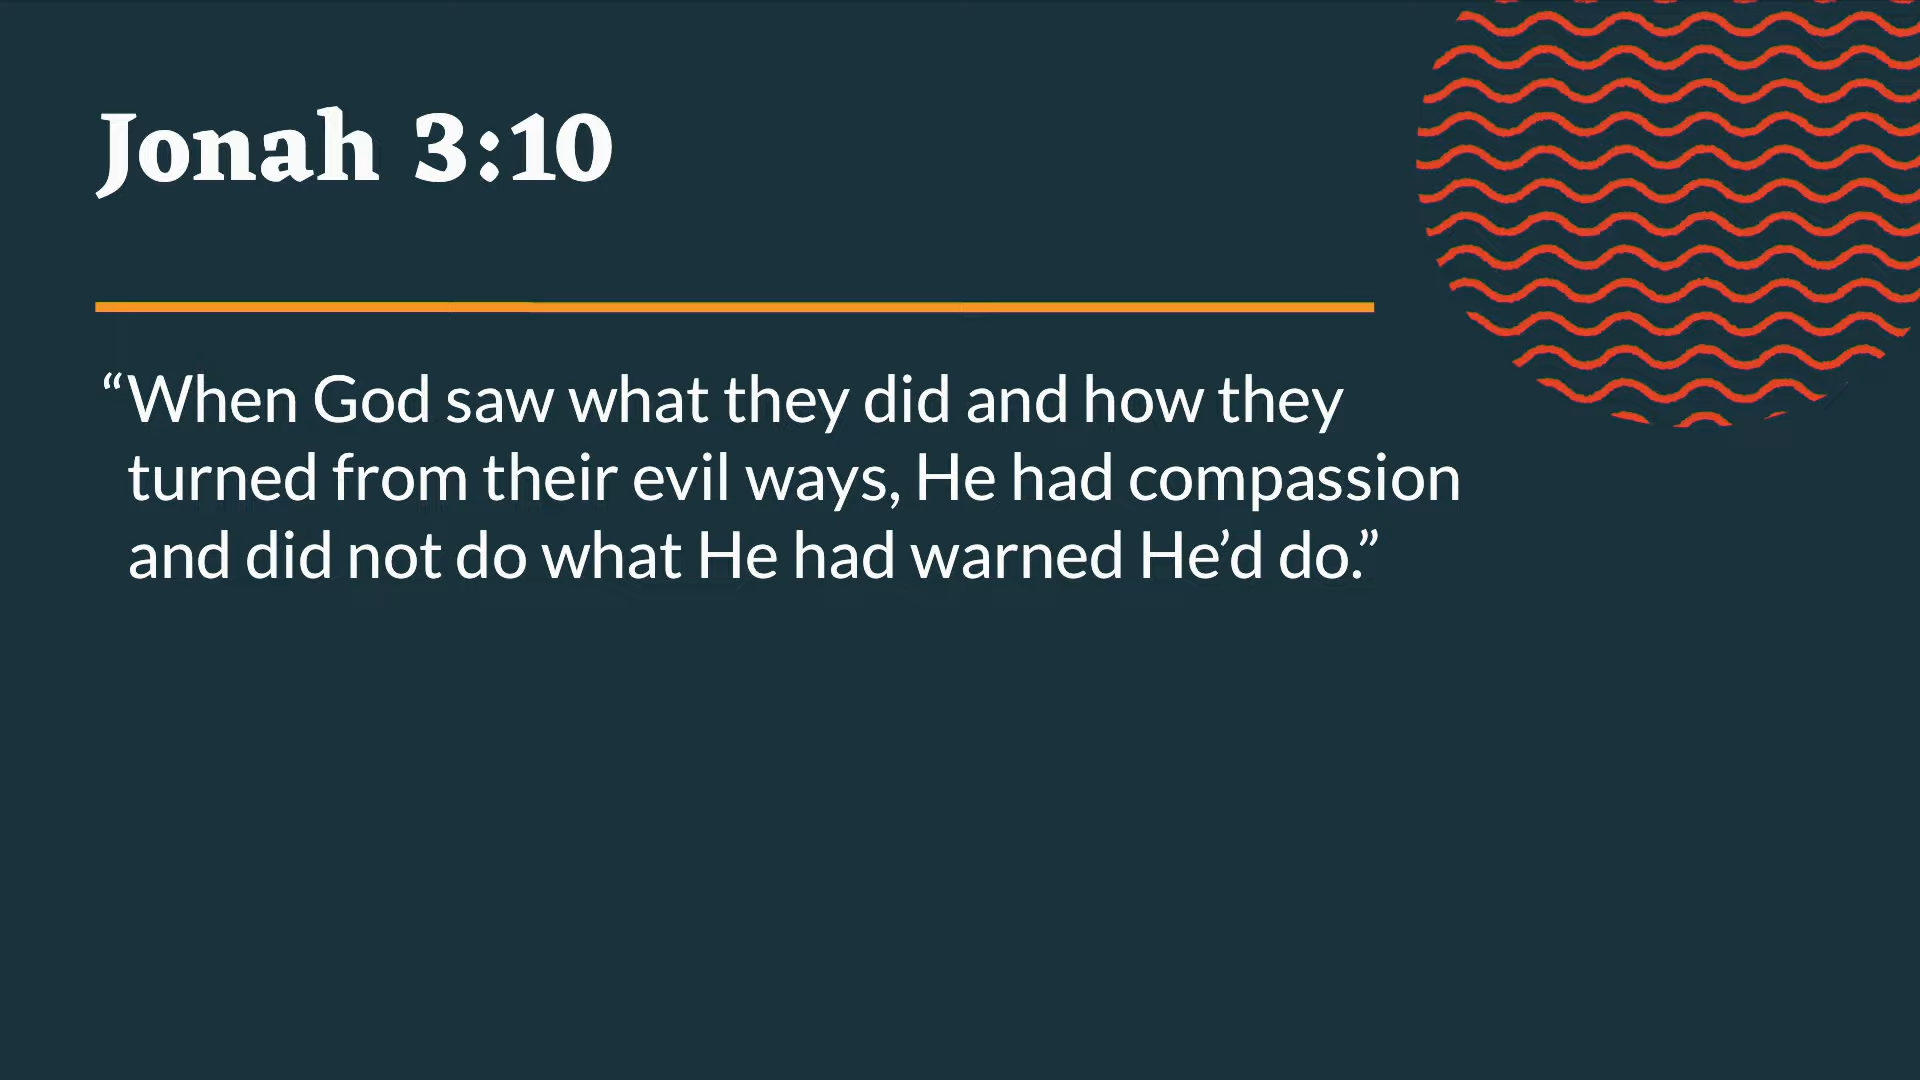 Jonah 3:10
“When God saw what they did and how they
turned from their evil ways, He had compassion
and did not do what He had warned He’d do.”